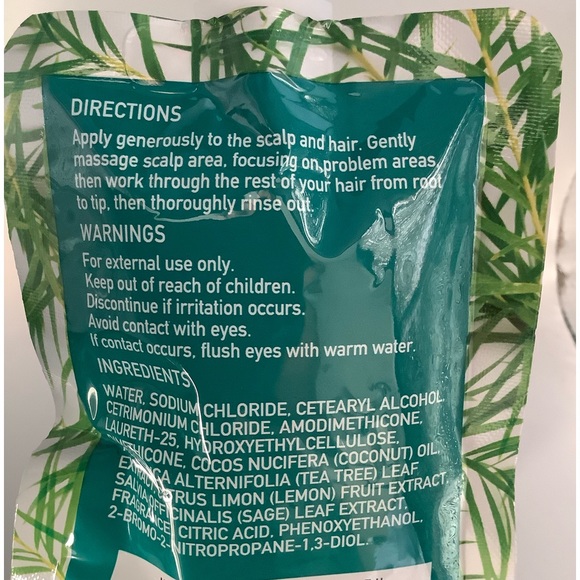 DIRECTIONS
Apply generously to the scalp and hair. Gently
massage scalp area, focusing on problem areas,
then work through the rest of your hair from root
to tip, then thoroughly rinse out.
WARNINGS
For external use only.
Keep out of reach of children.
Discontinue if irritation occurs.
Avoid contact with eyes.
If contact occurs, flush eyes with warm water.
INGREDIENTS
WATER, SODIUM CHLORIDE, CETEARYL ALCOHOL,
CETRIMONIUM CHLORIDE, AMODIMETHICONE,
LAURETH-25, HYDROXYETHYLCELLULOSE,
COCOS NUCIFERA (COCONUT) OIL,
ALTERNIFOLIA (TEA TREE) LEAF
LIMON (LEMON) FRUIT EXTRACT,
(SAGE) LEAF EXTRACT,
FRAGRANCE, CITRIC ACID, PHENOXYETHANOL,
2-BROMO-2-NITROPROPANE-1,3-DIOL.